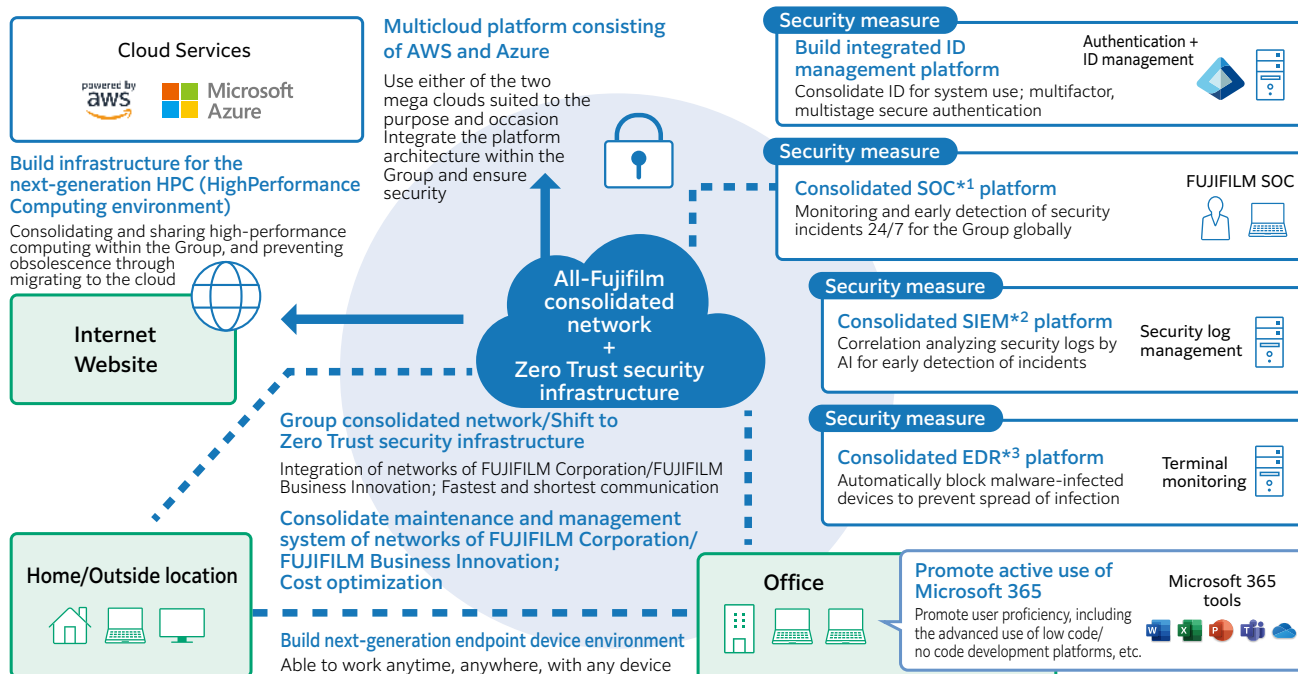 Cloud Services
powered by
aws
Microsoft
Azure
Build infrastructure for the
next-generation HPC (HighPerformance
Computing environment)
Consolidating and sharing high-performance
computing within the Group, and preventing
obsolescence through
migrating to the cloud
Multicloud platform consisting
of AWS and Azure
Use either of the two
mega clouds suited to the
purpose and occasion
Integrate the platform
architecture within the
Group and ensure
security
Security measure
Build integrated ID
management platform
Consolidate ID for system use; multifactor,
multistage secure authentication
Authentication +
ID management
Security measure
Consolidated SOC*1 platform
Monitoring and early detection of security
incidents 24/7 for the Group globally
FUJIFILM SOC
Security measure
Consolidated SIEM*2 platform
Correlation analyzing security logs by
AI for early detection of incidents
Security log
management
Security measure
Consolidated EDR*3 platform
Automatically block malware-infected
devices to prevent spread of infection
Terminal
monitoring
Internet
Website
All-Fujifilm
consolidated
network
+
Zero Trust security
infrastructure
Group consolidated network/Shift to
Zero Trust security infrastructure
Integration of networks of FUJIFILM Corporation/FUJIFILM
Business Innovation; Fastest and shortest communication
Consolidate maintenance and management
system of networks of FUJIFILM Corporation/
FUJIFILM Business Innovation;
Cost optimization
Home/Outside location
Build next-generation endpoint device environment
Able to work anytime, anywhere, with any device
Office
Promote active use of
Microsoft 365
Promote user proficiency, including
the advanced use of low code/
no code development platforms, etc.
Microsoft 365
tools
W
X
P
T